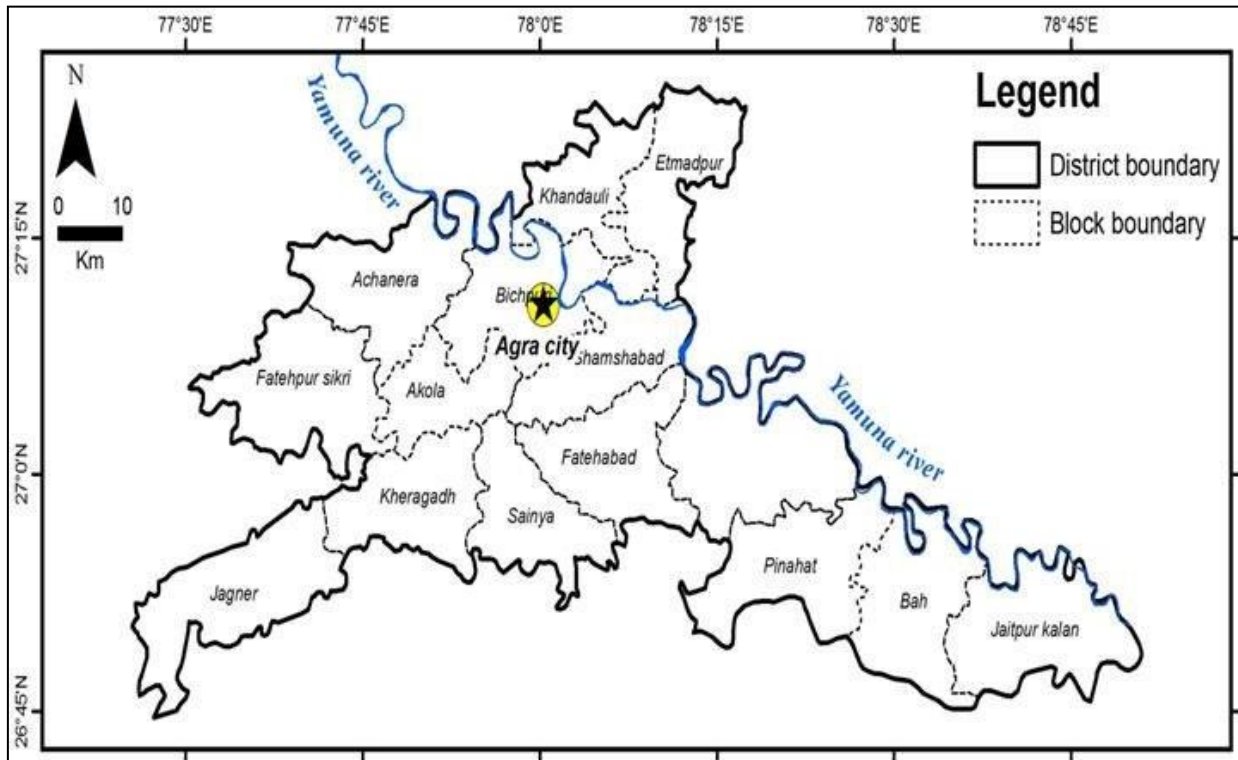 77°30'E 77°45'E 78°0'E 78°15'E 78°30'E 78°45'E
N
0 10
Km
Legend
District boundary
Block boundary
Yamuna river
Etmadpur
Khandauli
27°15'N
Achanera
Agra city
Shamshabad
Fatehpur sikri
Akola
Yamuna river
27°0'N
Fatehabad
Kheragadh
Sainya
Pinahat
Jagner
Bah
Jaitpur kalan
26°45'N